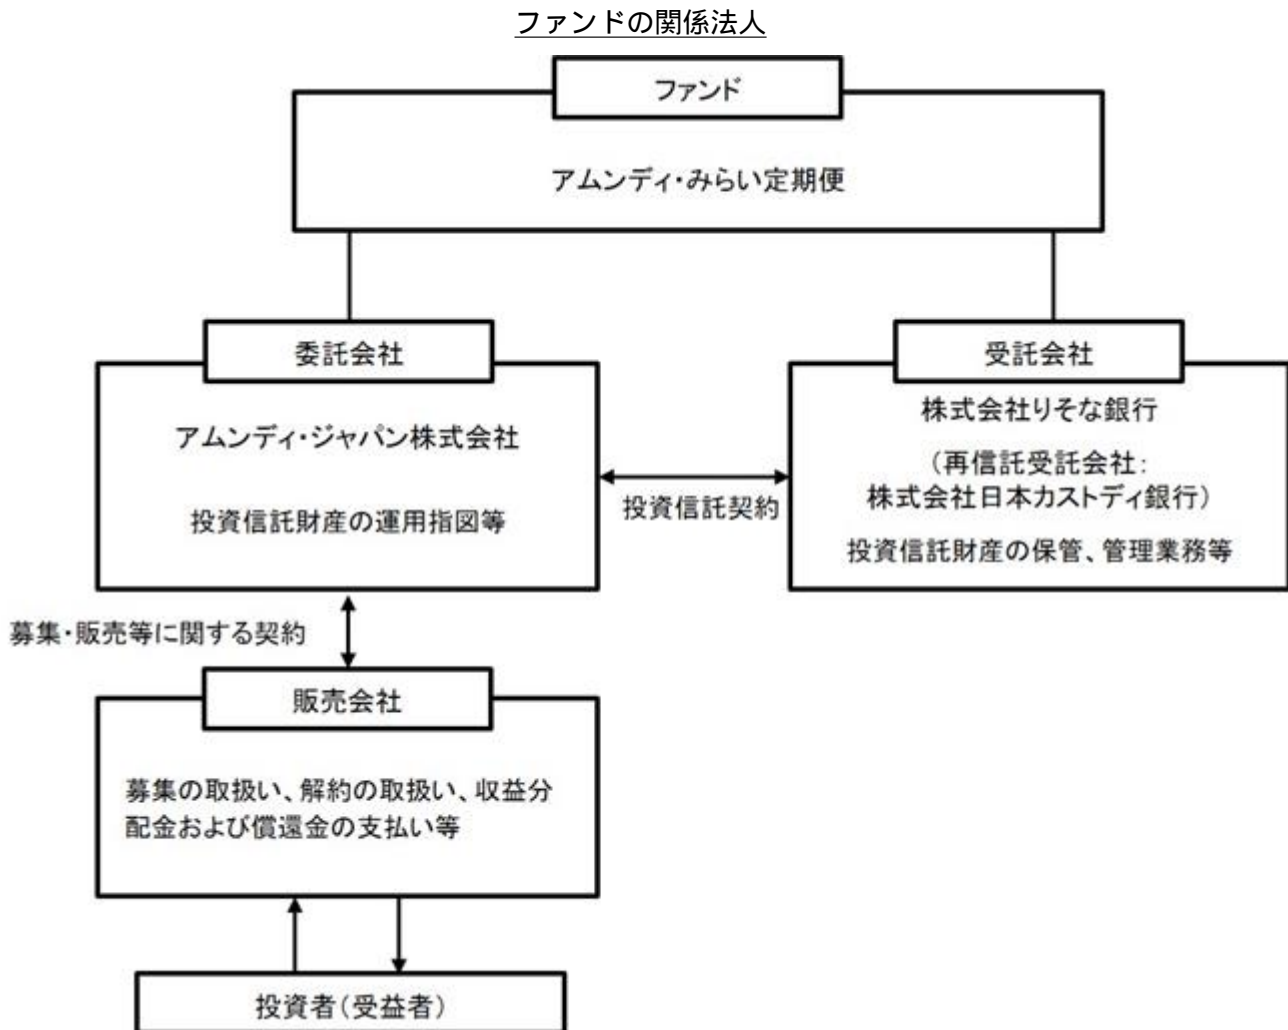 ファンドの関係法人
ファンド
アムンディ・みらい定期便
委託会社
アムンディ・ジャパン株式会社
投資信託財産の運用指図等
投資信託契約
受託会社
株式会社りそな銀行
（再信託受託会社：
株式会社日本カストディ銀行）
投資信託財産の保管、管理業務等
募集・販売等に関する契約
販売会社
募集の取扱い、解約の取扱い、収益分
配金および償還金の支払い等
投資者（受益者）